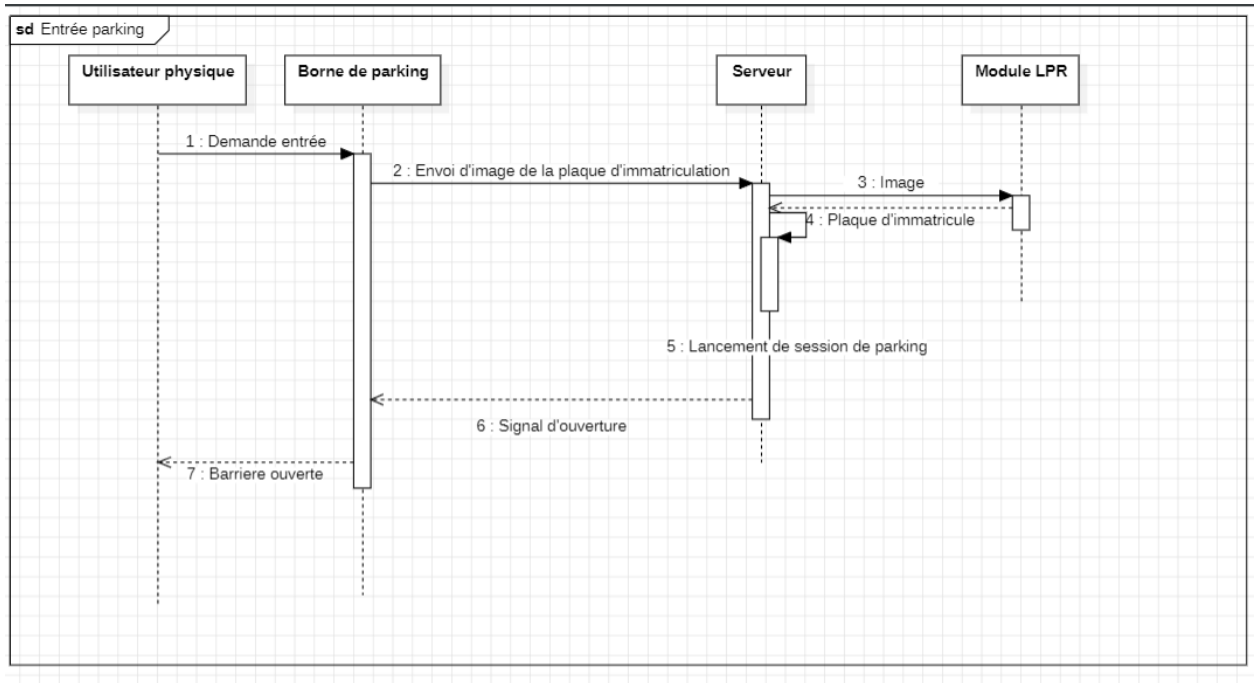 sd Entrée parking
Utilisateur physique
Borne de parking
Serveur
Module LPR
1 : Demande entrée
2 : Envoi d'image de la plaque d'immatriculation
3 : Image
4 : Plaque d'immatricule
5 : Lancement de session de parking
6 : Signal d'ouverture
7 : Barriere ouverte